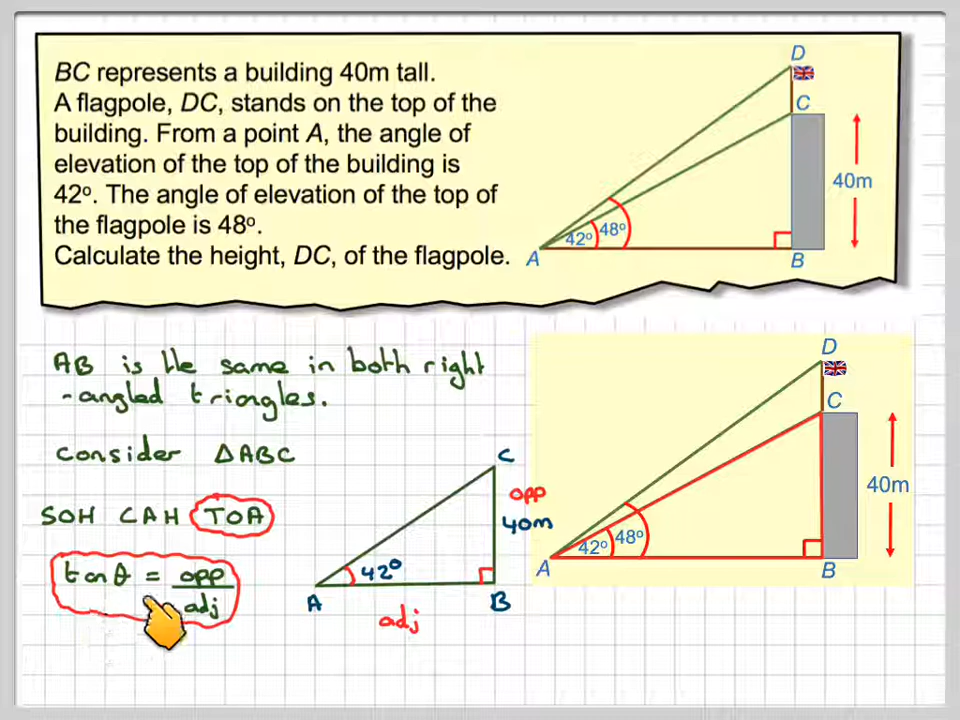 BC represents a building 40m tall.
A flagpole, DC, stands on the top of the
building. From a point A, the angle of
elevation of the top of the building is
42°. The angle of elevation of the top of
the flagpole is 48°.
Calculate the height, DC, of the flagpole.
D
C
40m
42° 48°
A
B
AB is the same in both right
-angled triangles.
Consider ΔABC
SOH CAH TOA
tanθ = opp
adj
C
opp
40m
42°
A
B
adj
D
C
40m
42° 48°
A
B